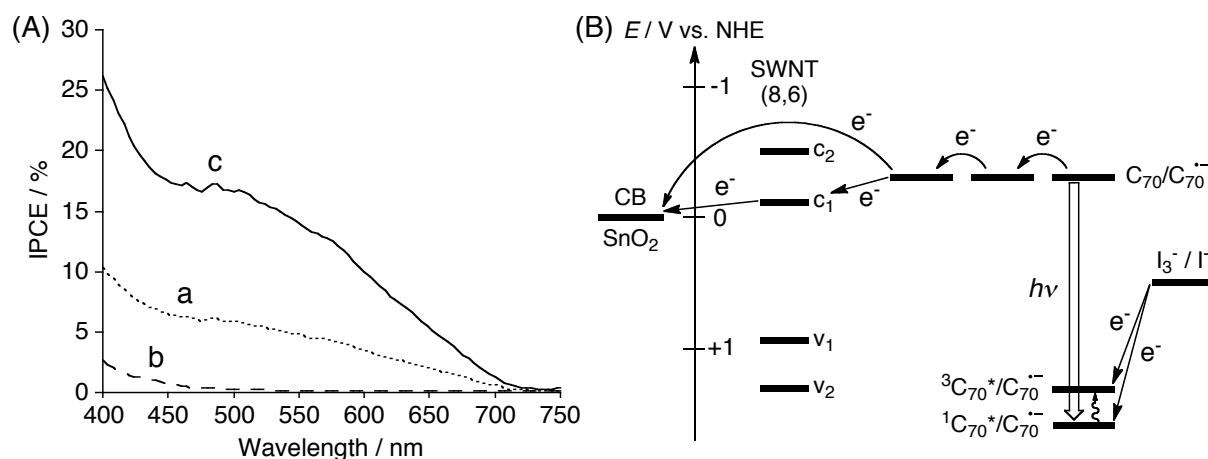 (A)
30
25
20
15
10
5
0
IPCE / %
c
a
b
400 450 500 550 600 650 700 750
Wavelength / nm
(B)
E / V vs. NHE
-1
0
+1
SWNT
(8,6)
c₂
c₁
v₁
v₂
CB
SnO₂
e⁻
e⁻
e⁻
e⁻
e⁻
C₇₀/C₇₀•⁻
hν
I₃⁻ / I⁻
e⁻
e⁻
³C₇₀*/C₇₀•⁻
¹C₇₀*/C₇₀•⁻